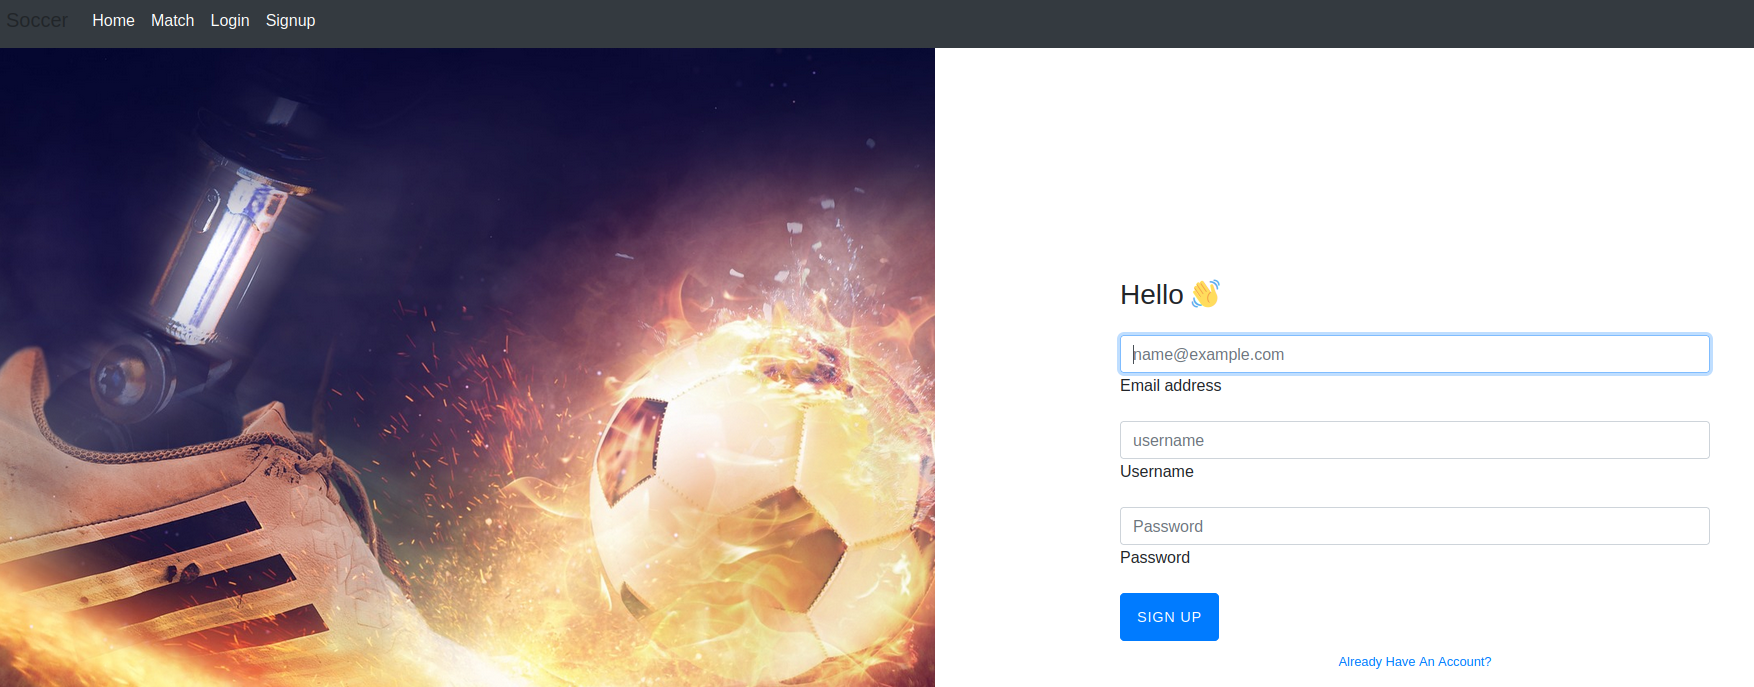 Soccer Home Match Login Signup
Hello 👋
name@example.com
Email address
username
Username
Password
Password
SIGN UP
Already Have An Account?